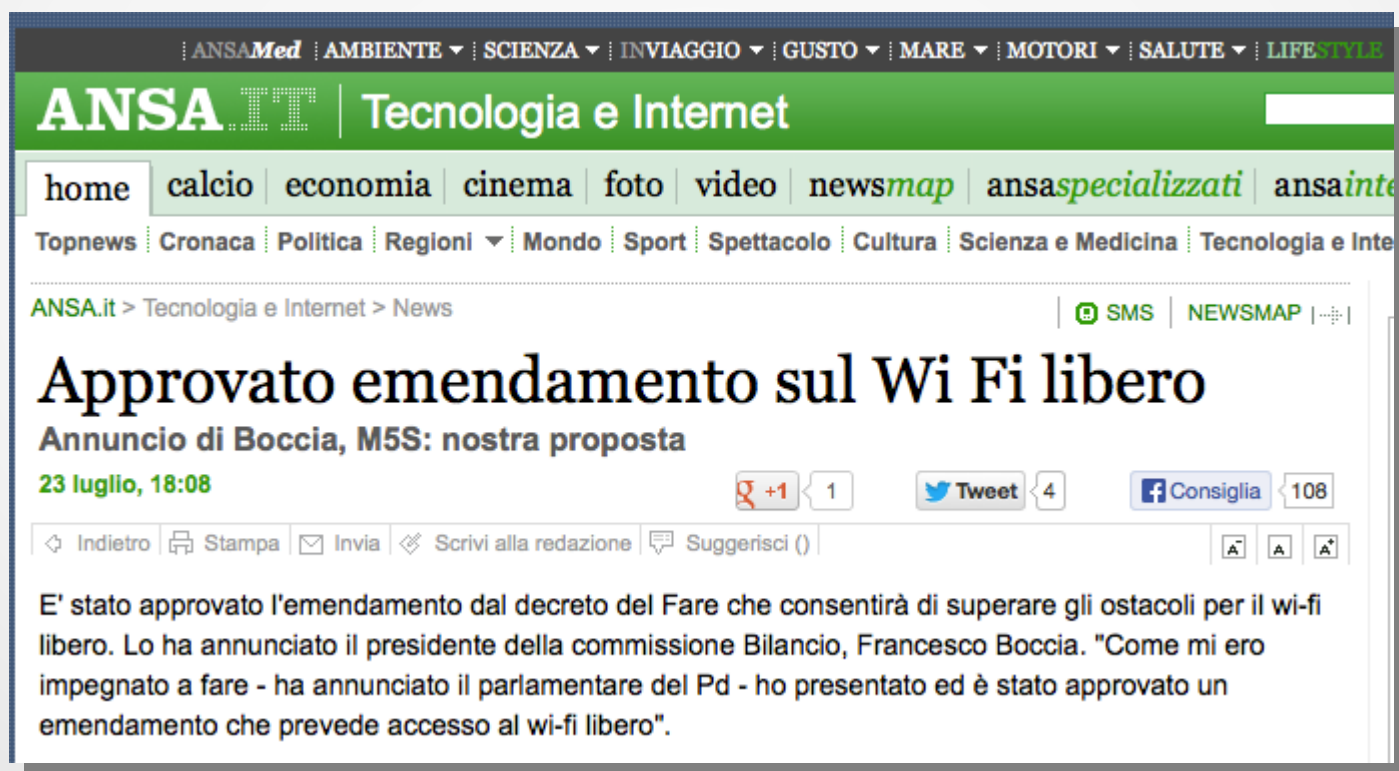 ANSAMed AMBIENTE SCIENZA INVIAGGIO GUSTO MARE MOTORI SALUTE LIFESTYLE
ANSA.IT Tecnologia e Internet
home calcio economia cinema foto video newsmap ansaspecializzati ansainte
Topnews Cronaca Politica Regioni Mondo Sport Spettacolo Cultura Scienza e Medicina Tecnologia e Inte
ANSA.it > Tecnologia e Internet > News SMS NEWSMAP
Approvato emendamento sul Wi Fi libero
Annuncio di Boccia, M5S: nostra proposta
23 luglio, 18:08 +1 1 Tweet 4 Consiglia 108
Indietro Stampa Invia Scrivi alla redazione Suggerisci () A- A A+
E' stato approvato l'emendamento dal decreto del Fare che consentirà di superare gli ostacoli per il wi-fi
libero. Lo ha annunciato il presidente della commissione Bilancio, Francesco Boccia. "Come mi ero
impegnato a fare - ha annunciato il parlamentare del Pd - ho presentato ed è stato approvato un
emendamento che prevede accesso al wi-fi libero".